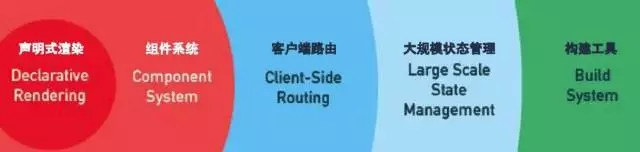 声明式渲染
Declarative
Rendering
组件系统
Component
System
客户端路由
Client-Side
Routing
大规模状态管理
Large Scale
State
Management
构建工具
Build
System